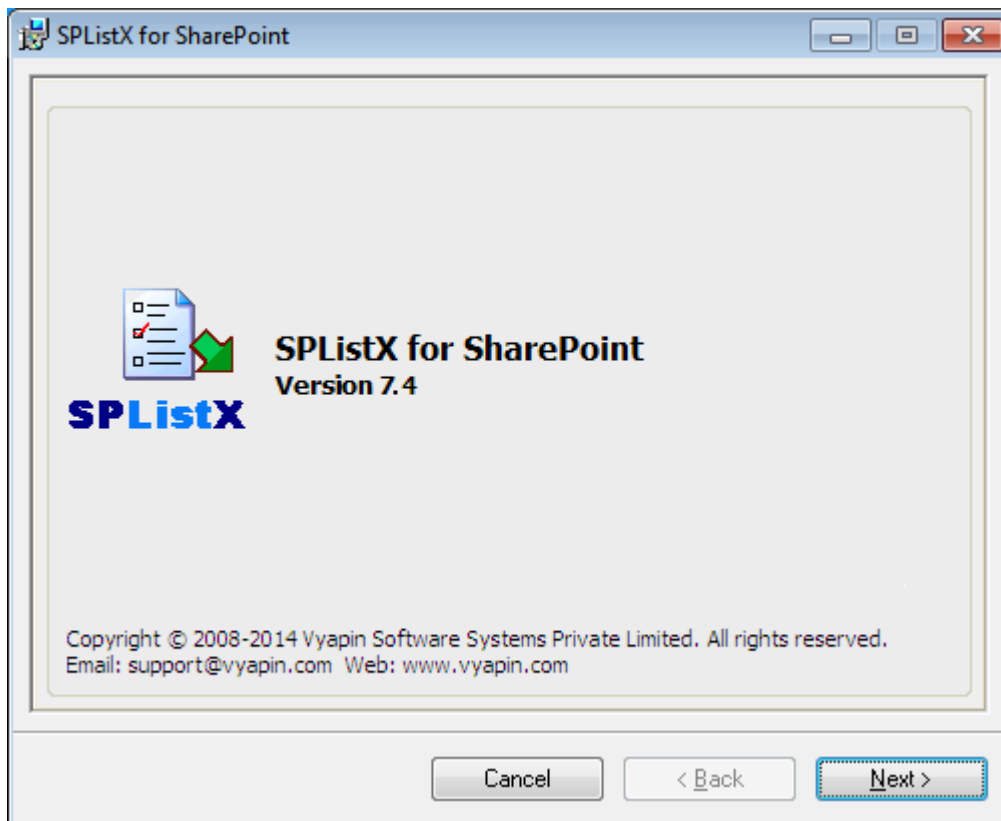 SPListX for SharePoint
SPListX for SharePoint
Version 7.4
SPListX
Copyright © 2008-2014 Vyapin Software Systems Private Limited. All rights reserved.
Email: support@vyapin.com Web: www.vyapin.com
Cancel
< Back
Next >